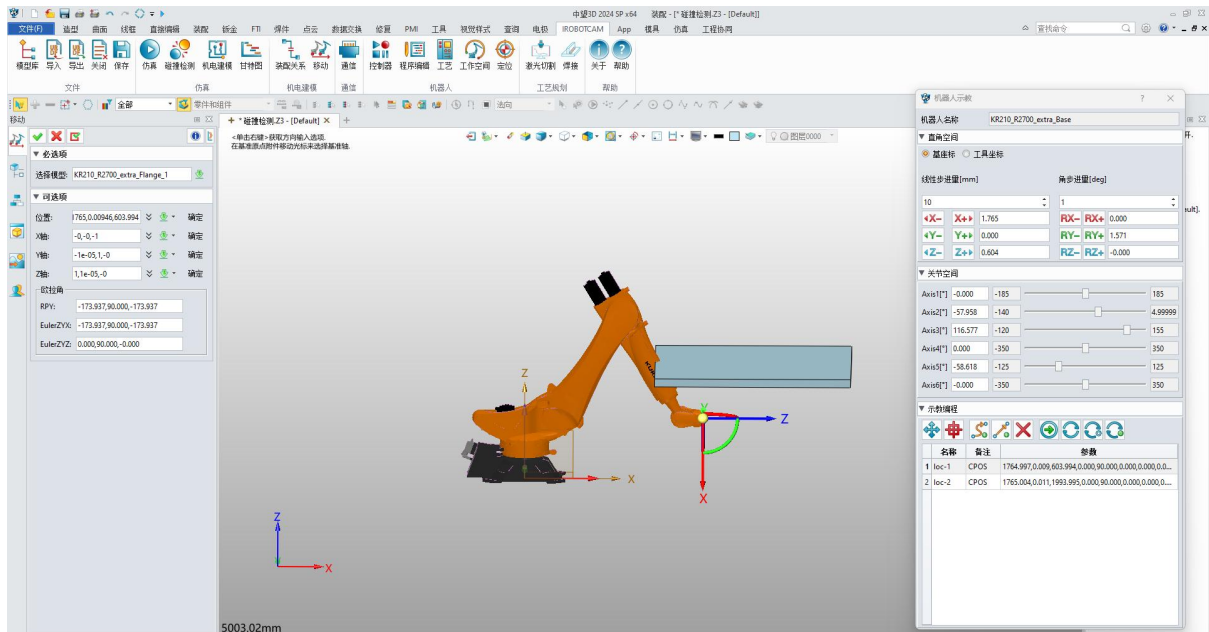 中望3D 2024 SP x64 装配 - [* 碰撞检测.Z3 - [Default]]
文件(F) 造型 曲面 线框 直接编辑 装配 钣金 FTI 焊件 点云 数据交换 修复 PMI 工具 视觉样式 查询 电极 IROBOTCAM App 模具 仿真 工程协同 查找命令
模型库 导入 导出 关闭 保存 仿真 碰撞检测 机电建模 甘特图 装配关系 移动 通信 控制器 程序编辑 工艺 工作空间 定位 激光切割 焊接 关于 帮助
文件 仿真 机电建模 通信 机器人 工艺规划 帮助
全部 零件和组件 法向
移动
* 碰撞检测.Z3 - [Default]
<单击右键>获取方向输入选项.
在基准原点附件移动光标来选择基准轴.
图层0000
必选项
选择模型: KR210_R2700_extra_Flange_1
可选项
位置: 1765,0.00946,603.994 确定
X轴: -0,-0,-1 确定
Y轴: -1e-05,1,-0 确定
Z轴: 1,1e-05,-0 确定
欧拉角
RPY: -173.937,90.000,-173.937
EulerZYX: -173.937,90.000,-173.937
EulerZYZ: 0.000,90.000,-0.000
Z
X
Y
Z
X
Z
X
5003.02mm
机器人示教
机器人名称 KR210_R2700_extra_Base
直角空间
基座标 工具坐标
线性步进量[mm] 角步进量[deg]
10 1
X- X+ 1.765 RX- RX+ 0.000
Y- Y+ 0.000 RY- RY+ 1.571
Z- Z+ 0.604 RZ- RZ+ -0.000
关节空间
Axis1[°] -0.000 -185 185
Axis2[°] -57.958 -140 4.99999
Axis3[°] 116.577 -120 155
Axis4[°] 0.000 -350 350
Axis5[°] -58.618 -125 125
Axis6[°] -0.000 -350 350
示教编程
名称 备注 参数
1 loc-1 CPOS 1764.997,0.009,603.994,0.000,90.000,0.000,0.000,0.0...
2 loc-2 CPOS 1765.004,0.011,1993.995,0.000,90.000,0.000,0.000,0....